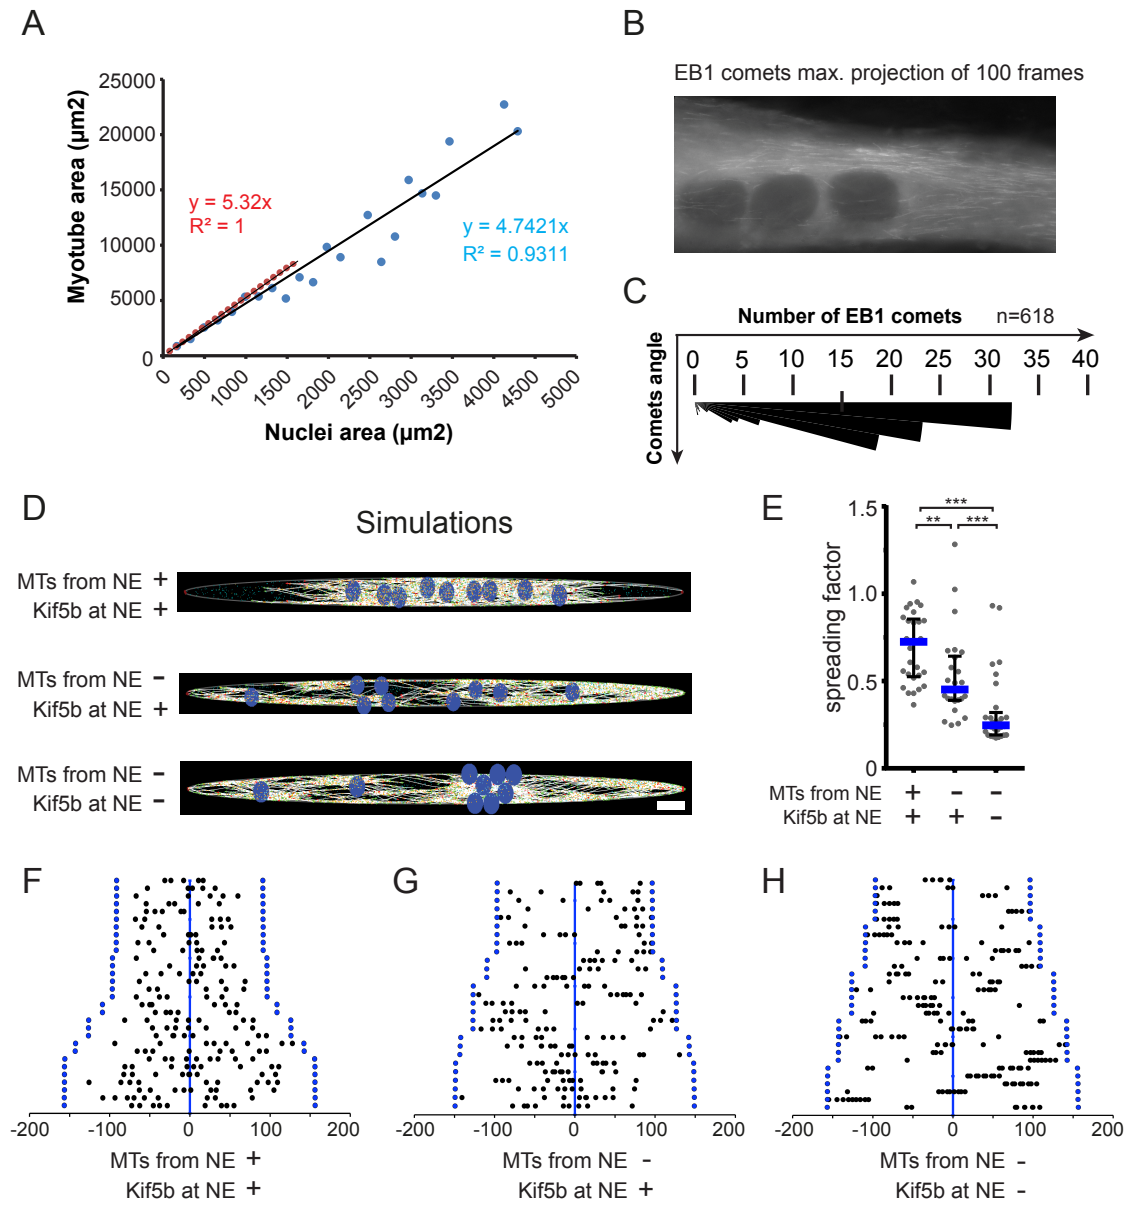 A
Myotube area (µm2)
25000
20000
15000
10000
5000
0
y = 5.32x
R² = 1
y = 4.7421x
R² = 0.9311
0 500 1000 1500 2000 2500 3000 3500 4000 4500 5000
Nuclei area (µm2)
B
EB1 comets max. projection of 100 frames
C
Number of EB1 comets n=618
Comets angle
0 5 10 15 20 25 30 35 40
D
Simulations
MTs from NE +
Kif5b at NE +
MTs from NE -
Kif5b at NE +
MTs from NE -
Kif5b at NE -
E
spreading factor
1.5
1.0
0.5
0
***
** ***
MTs from NE + - -
Kif5b at NE + + -
F
-200 -100 0 100 200
MTs from NE +
Kif5b at NE +
G
-200 -100 0 100 200
MTs from NE -
Kif5b at NE +
H
-200 -100 0 100 200
MTs from NE -
Kif5b at NE -